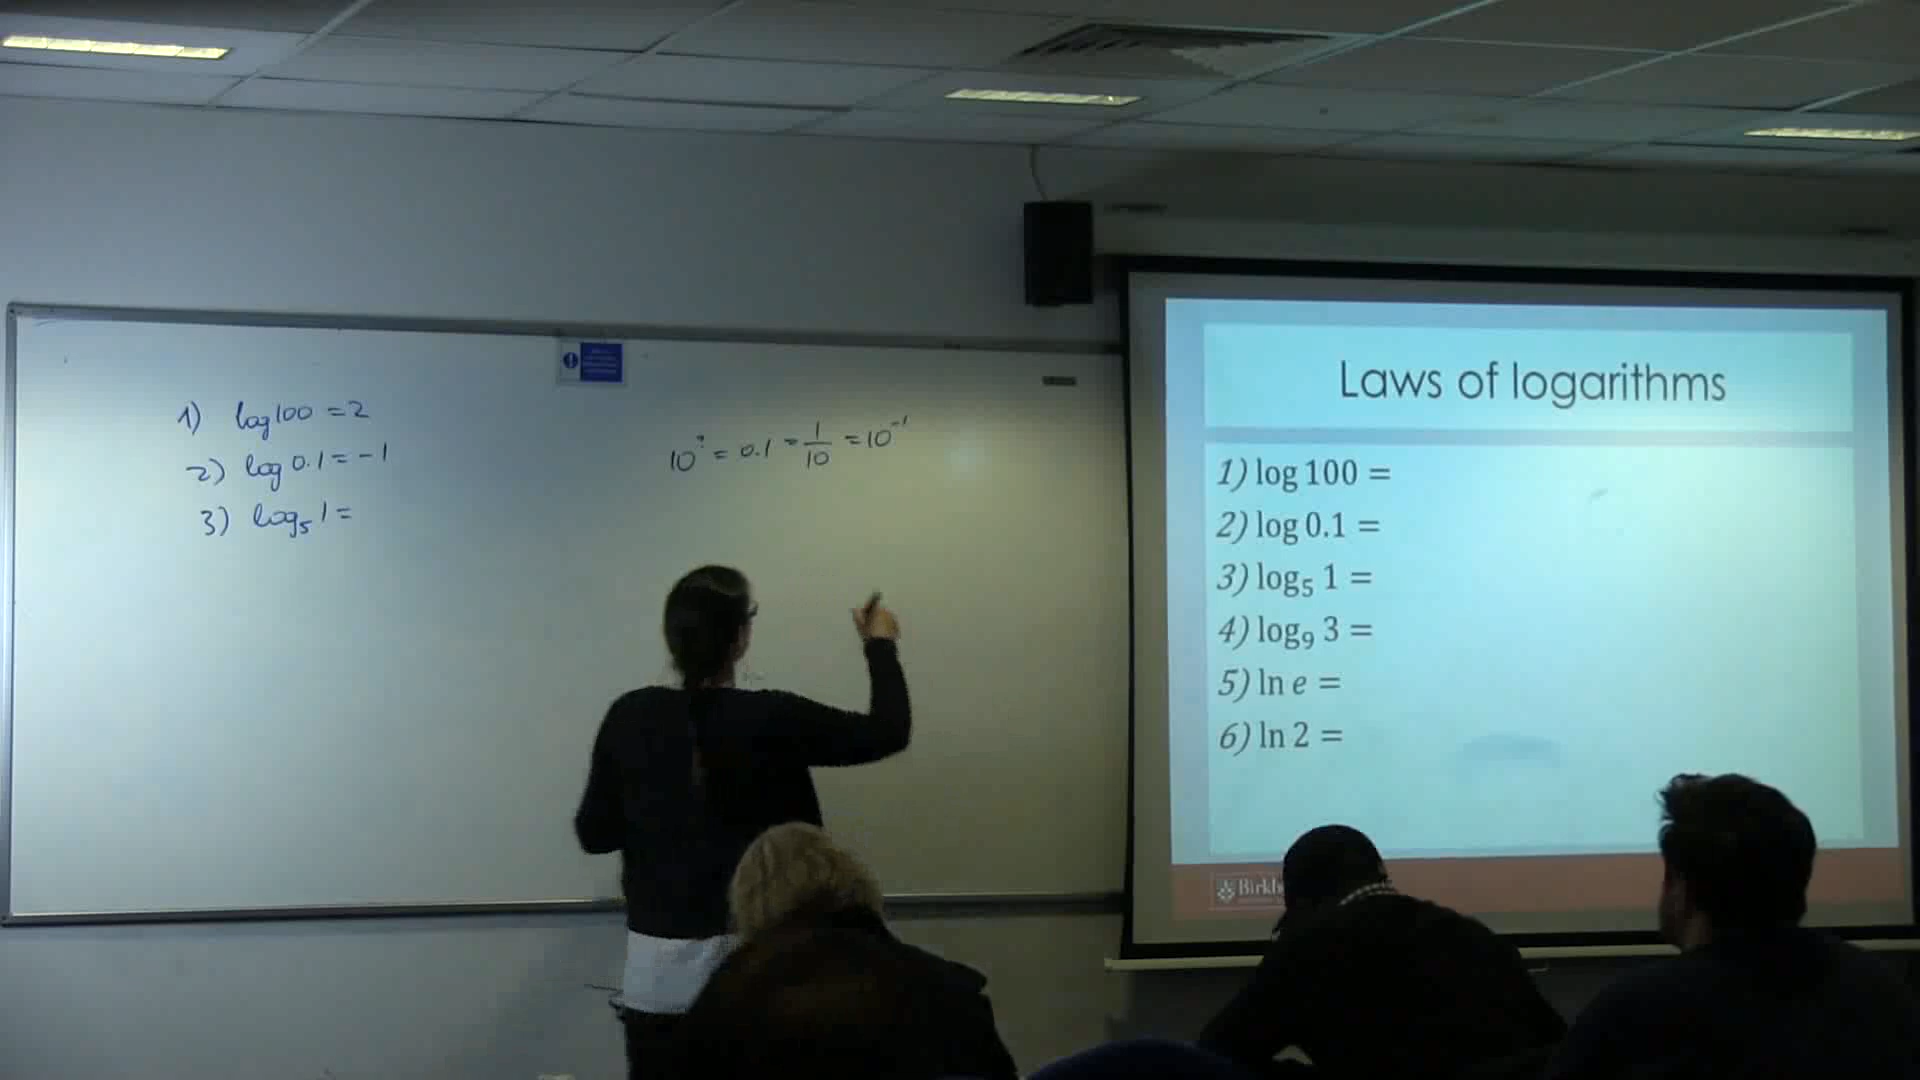 1) log 100 = 2
2) log 0.1 = -1
3) log₅ 1 =
10^? = 0.1 = 1/10 = 10⁻¹
Laws of logarithms
1) log 100 =
2) log 0.1 =
3) log₅ 1 =
4) log₉ 3 =
5) ln e =
6) ln 2 =